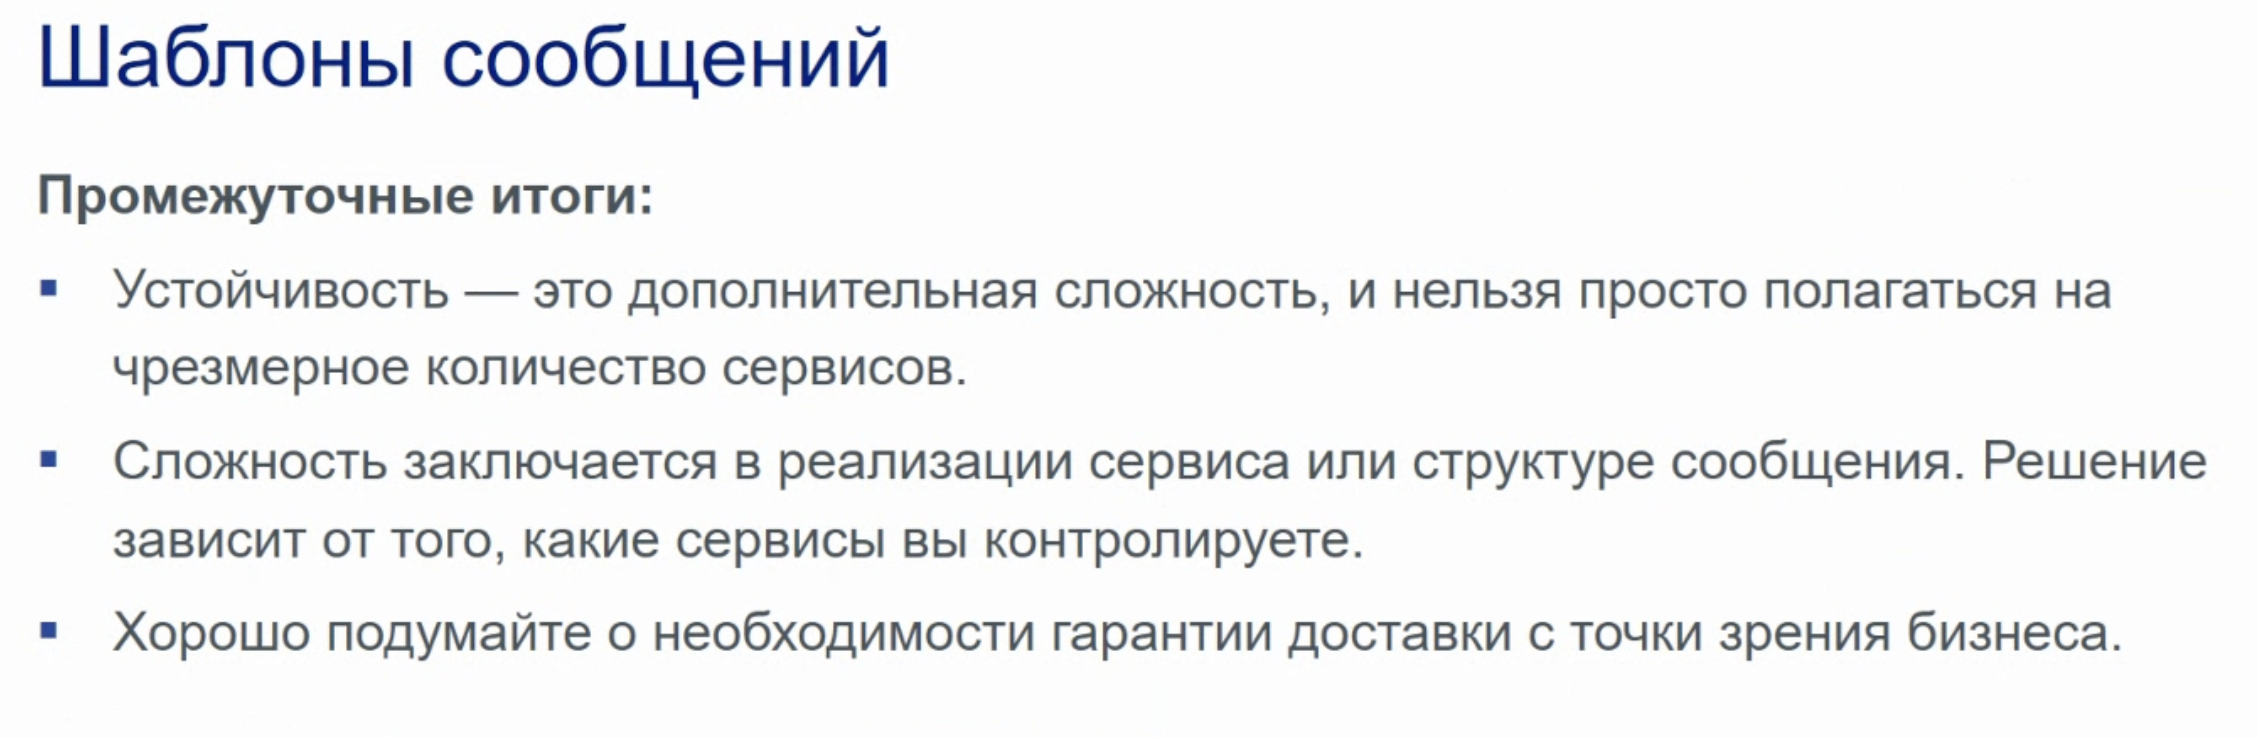 Шаблоны сообщений
Промежуточные итоги:
▪ Устойчивость — это дополнительная сложность, и нельзя просто полагаться на
чрезмерное количество сервисов.
▪ Сложность заключается в реализации сервиса или структуре сообщения. Решение
зависит от того, какие сервисы вы контролируете.
▪ Хорошо подумайте о необходимости гарантии доставки с точки зрения бизнеса.